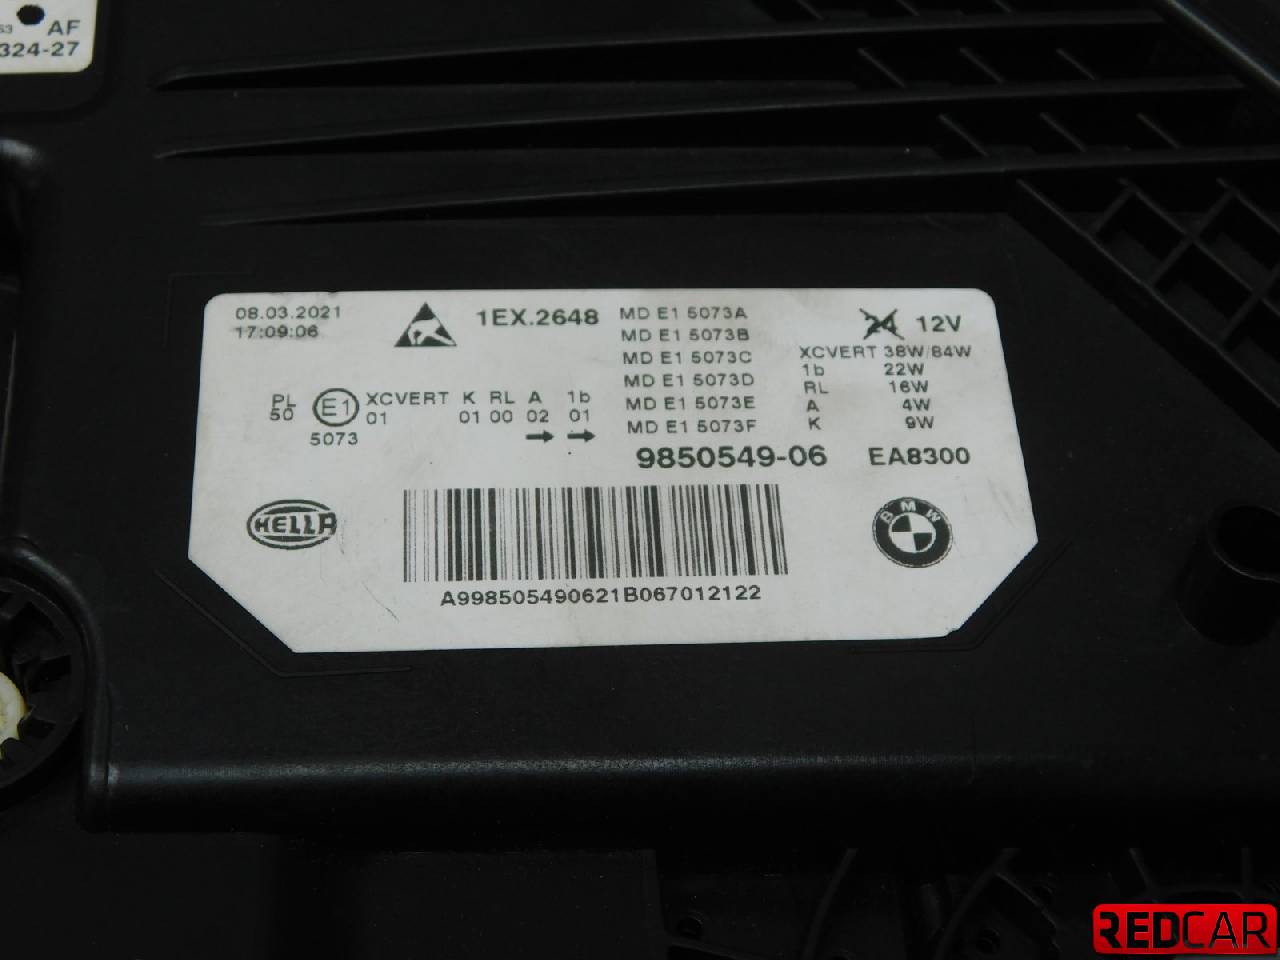 63 AF
324-27
08.03.2021
17:09:06
1EX.2648
MD E1 5073A
MD E1 5073B
MD E1 5073C
MD E1 5073D
MD E1 5073E
MD E1 5073F
24 12V
XCVERT 38W/84W
1b 22W
RL 16W
A 4W
K 9W
PL
50
E1
5073
XCVERT K RL A 1b
01 01 00 02 01
9850549-06 EA8300
HELLA
BMW
A998505490621B067012122
REDCAR